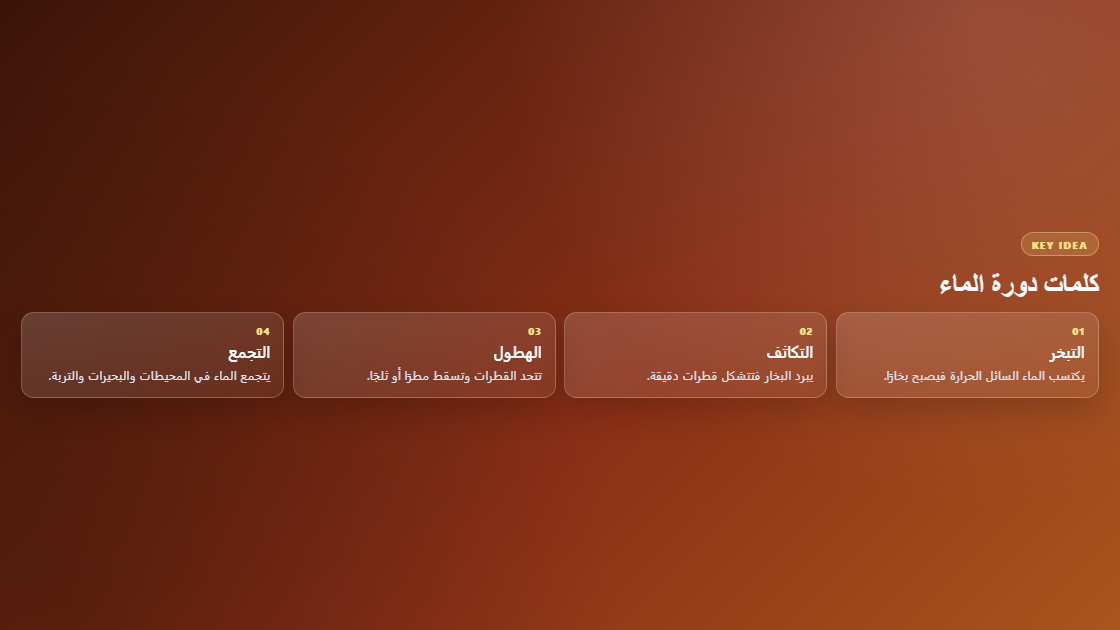 KEY IDEA
كلمات دورة الماء
01
التبخر
يكتسب الماء السائل الحرارة فيصبح بخارًا.
02
التكاثف
يبرد البخار فتتشكل قطرات دقيقة.
03
الهطول
تتحد القطرات وتسقط مطرًا أو ثلجًا.
04
التجمع
يتجمع الماء في المحيطات والبحيرات والتربة.